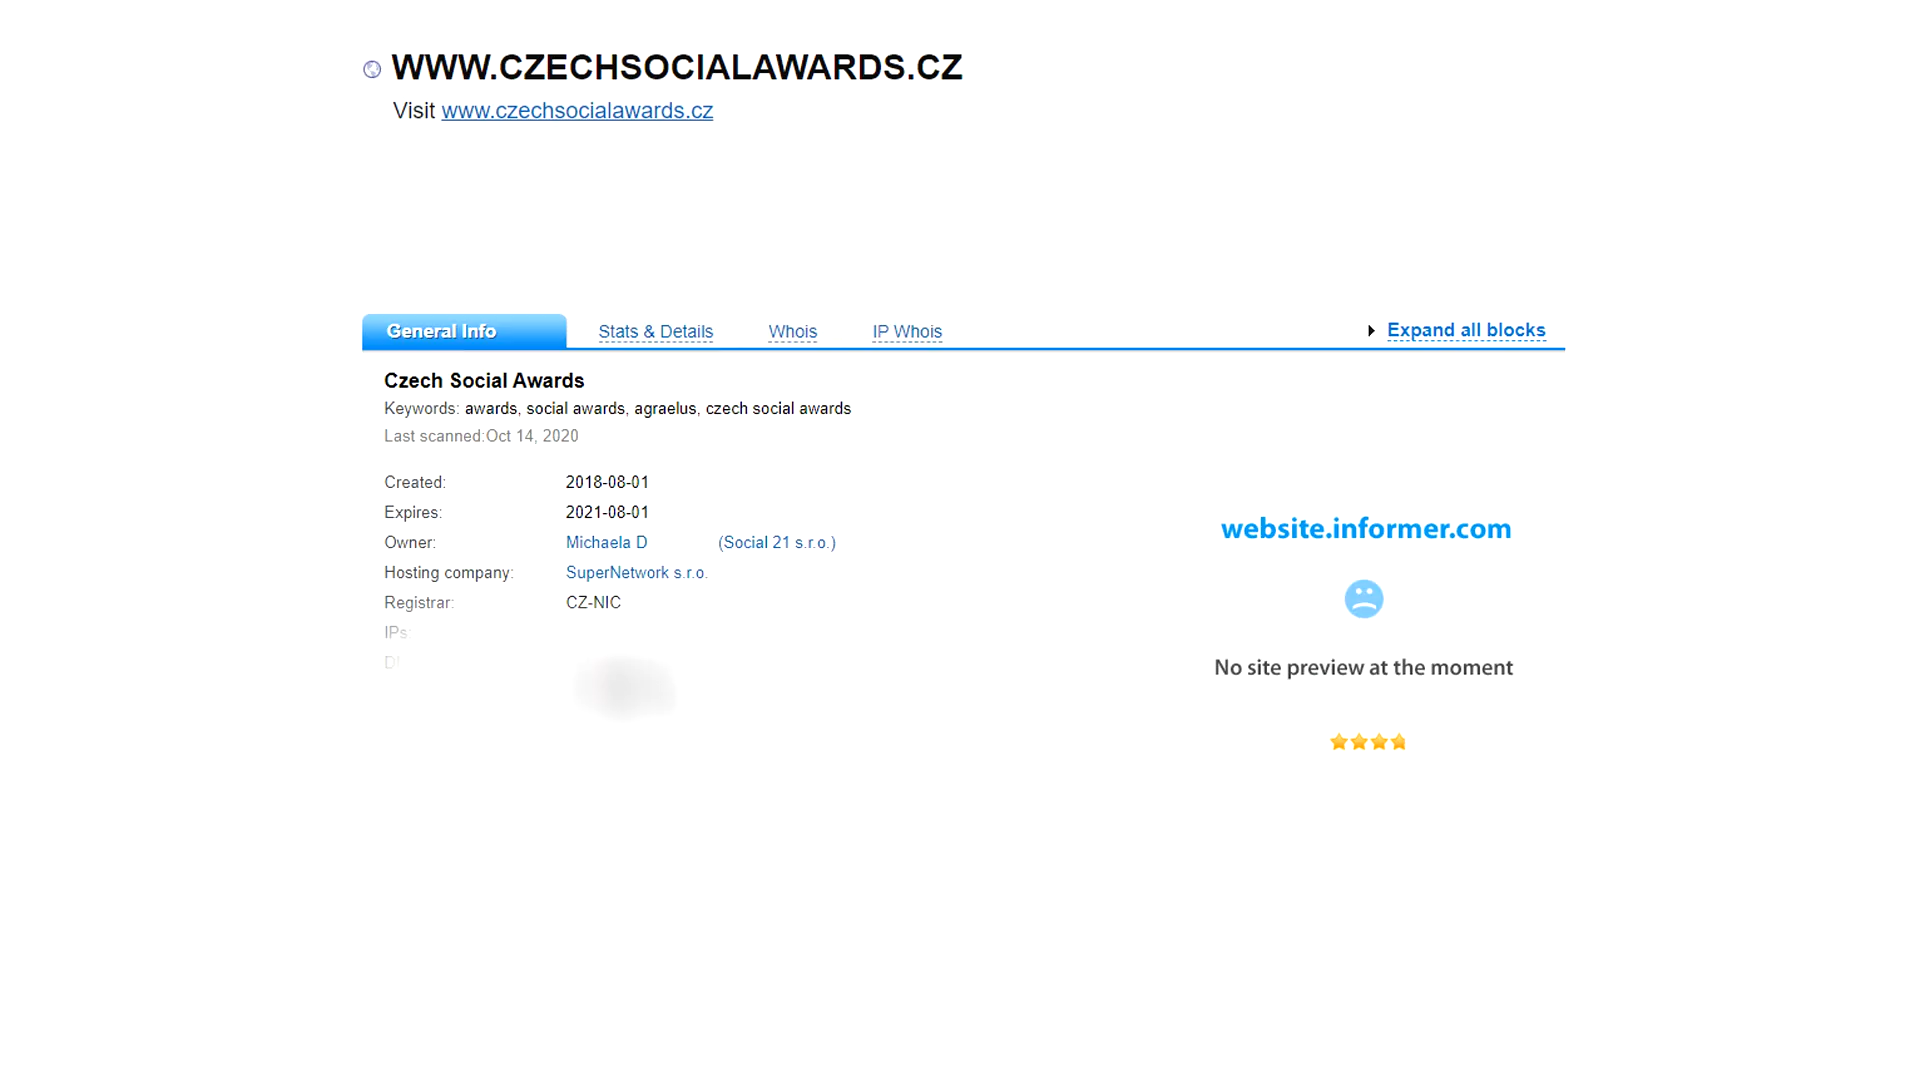 WWW.CZECHSOCIALAWARDS.CZ
Visit www.czechsocialawards.cz
General Info Stats & Details Whois IP Whois Expand all blocks
Czech Social Awards
Keywords: awards, social awards, agraelus, czech social awards
Last scanned:Oct 14, 2020
Created: 2018-08-01
Expires: 2021-08-01
Owner: Michaela D (Social 21 s.r.o.)
Hosting company: SuperNetwork s.r.o.
Registrar: CZ-NIC
IPs:
website.informer.com
No site preview at the moment